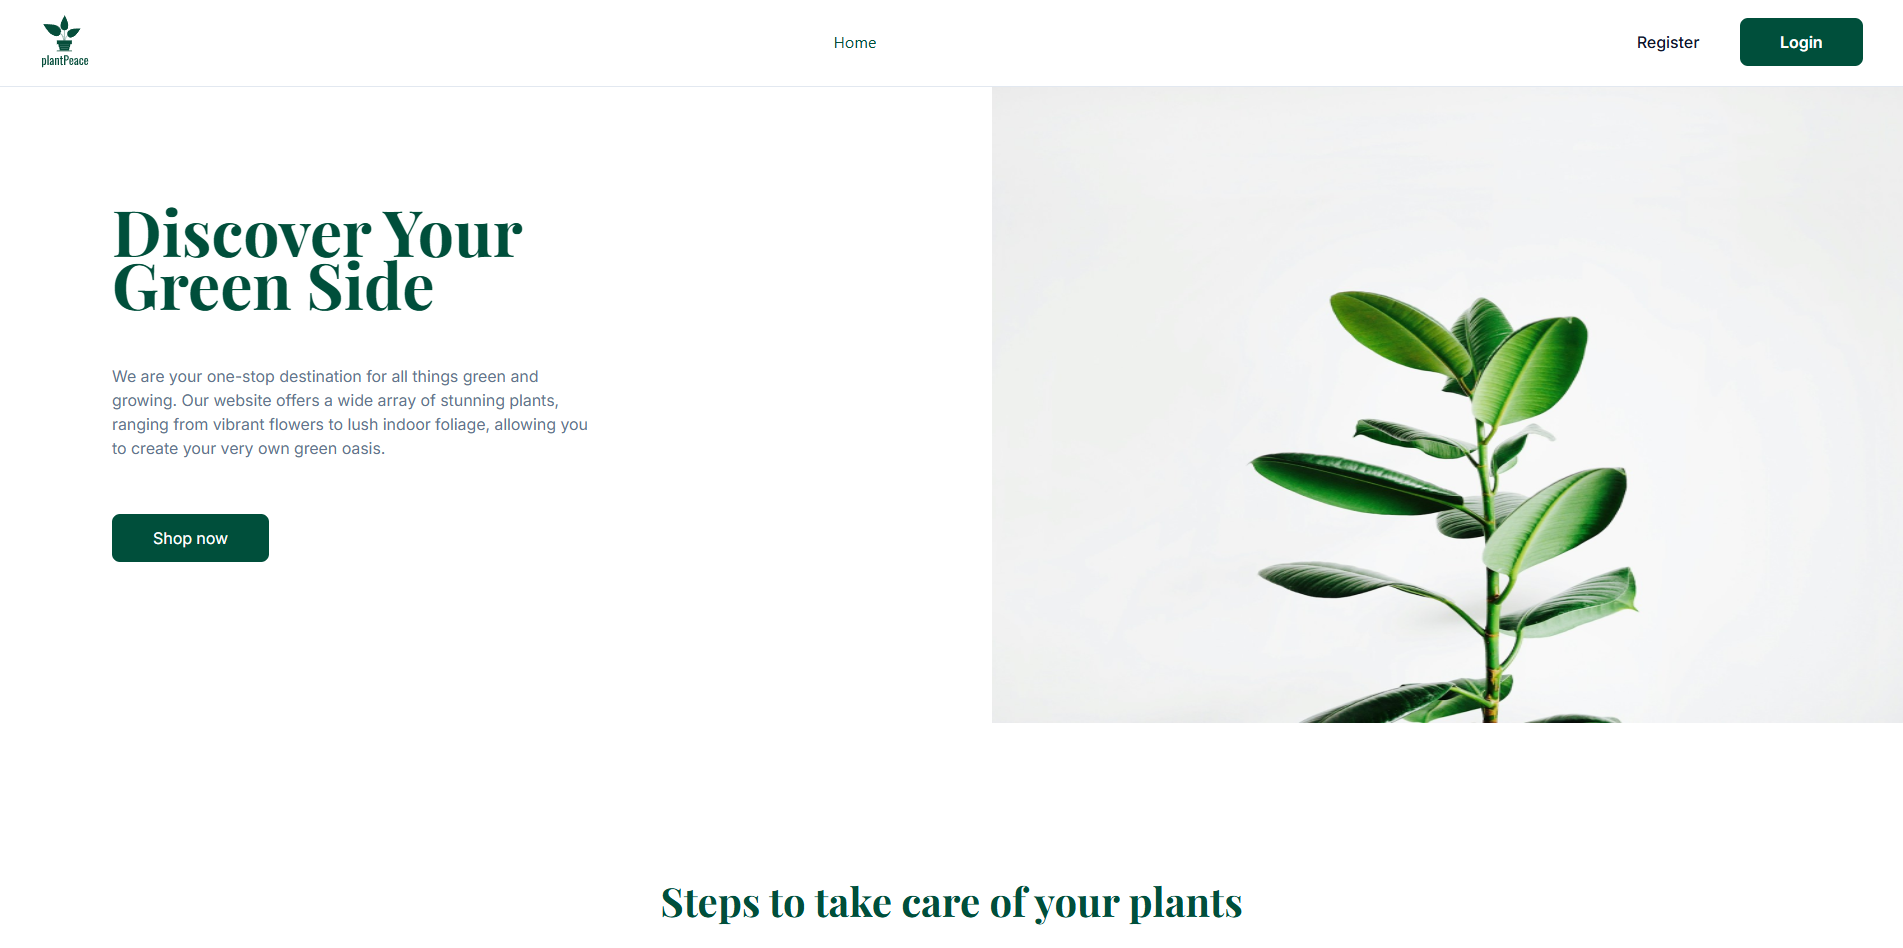 plantPeace
Home
Register
Login
Discover Your
Green Side
We are your one-stop destination for all things green and
growing. Our website offers a wide array of stunning plants,
ranging from vibrant flowers to lush indoor foliage, allowing you
to create your very own green oasis.
Shop now
Steps to take care of your plants